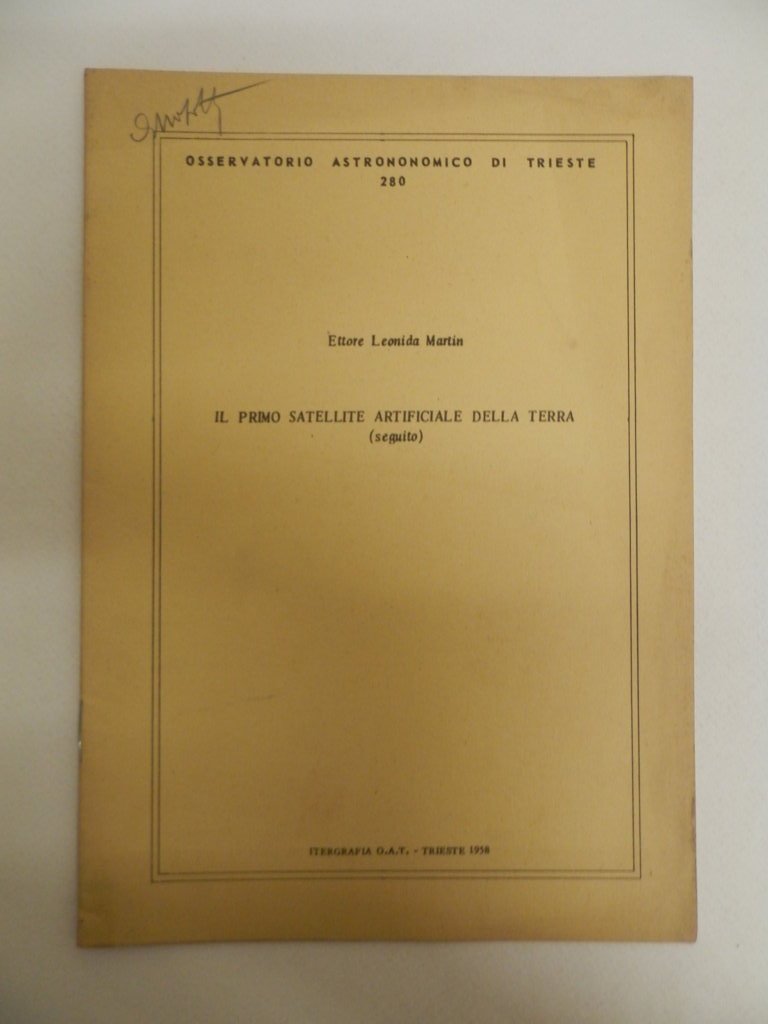 OSSERVATORIO ASTRONONOMICO DI TRIESTE
280
Ettore Leonida Martin
IL PRIMO SATELLITE ARTIFICIALE DELLA TERRA
(seguito)
ITERGRAFIA O.A.T. - TRIESTE 1958